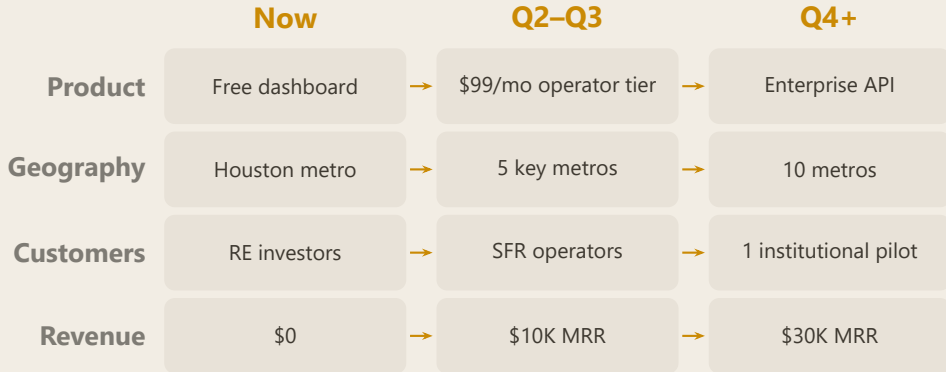 Now
Q2–Q3
Q4+
Product
Free dashboard
$99/mo operator tier
Enterprise API
Geography
Houston metro
5 key metros
10 metros
Customers
RE investors
SFR operators
1 institutional pilot
Revenue
$0
$10K MRR
$30K MRR